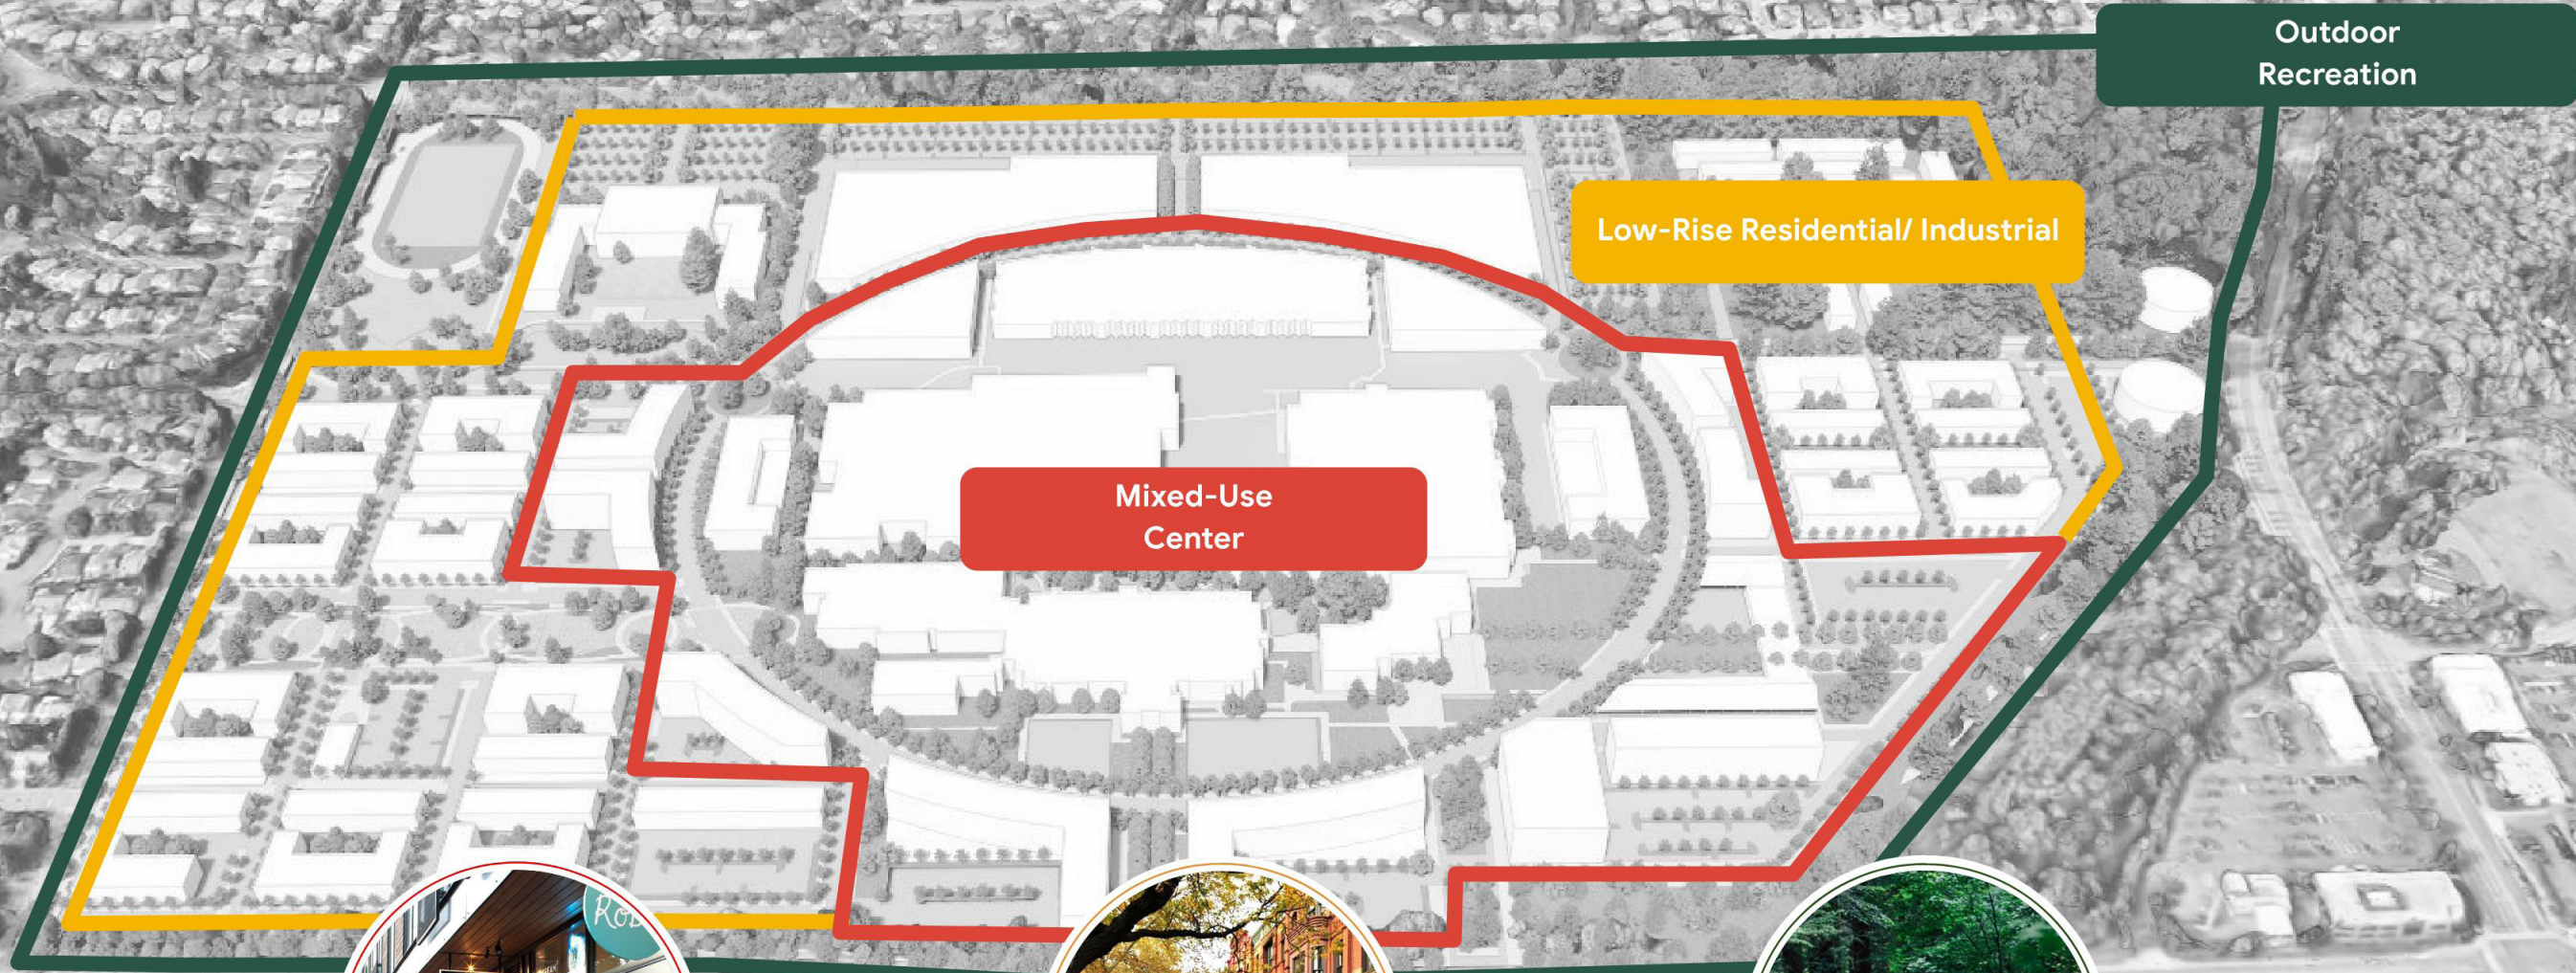 Outdoor
Recreation
Low-Rise Residential/ Industrial
Mixed-Use
Center